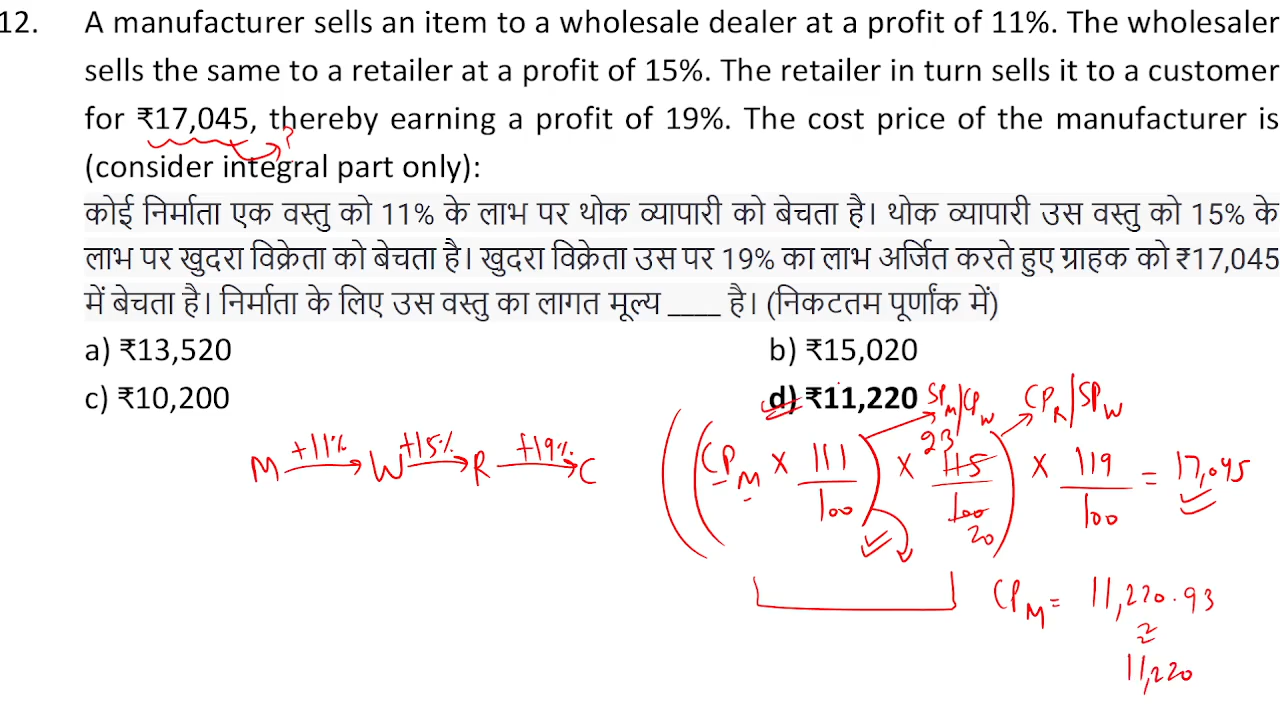 12. A manufacturer sells an item to a wholesale dealer at a profit of 11%. The wholesaler
sells the same to a retailer at a profit of 15%. The retailer in turn sells it to a customer
for ₹17,045, thereby earning a profit of 19%. The cost price of the manufacturer is
?
(consider integral part only):
कोई निर्माता एक वस्तु को 11% के लाभ पर थोक व्यापारी को बेचता है। थोक व्यापारी उस वस्तु को 15% के
लाभ पर खुदरा विक्रेता को बेचता है। खुदरा विक्रेता उस पर 19% का लाभ अर्जित करते हुए ग्राहक को ₹17,045
में बेचता है। निर्माता के लिए उस वस्तु का लागत मूल्य ____ है। (निकटतम पूर्णांक में)
a) ₹13,520 b) ₹15,020
c) ₹10,200 d) ₹11,220 SPM/CPW CPR/SPW
M +11% W +15% R +19% C
((CPM × 111/100) × 23 115/100 20) × 119/100 = 17,045
CPM = 11,220.93
≈
11,220